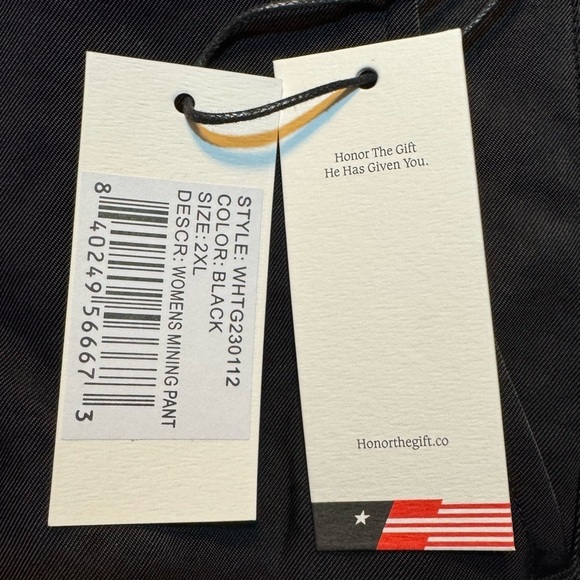 STYLE: WHTG230112
COLOR: BLACK
SIZE: 2XL
DESCR: WOMENS MINING PANT
8 40249 56667 3
Honor The Gift
He Has Given You.
Honorthegift.co